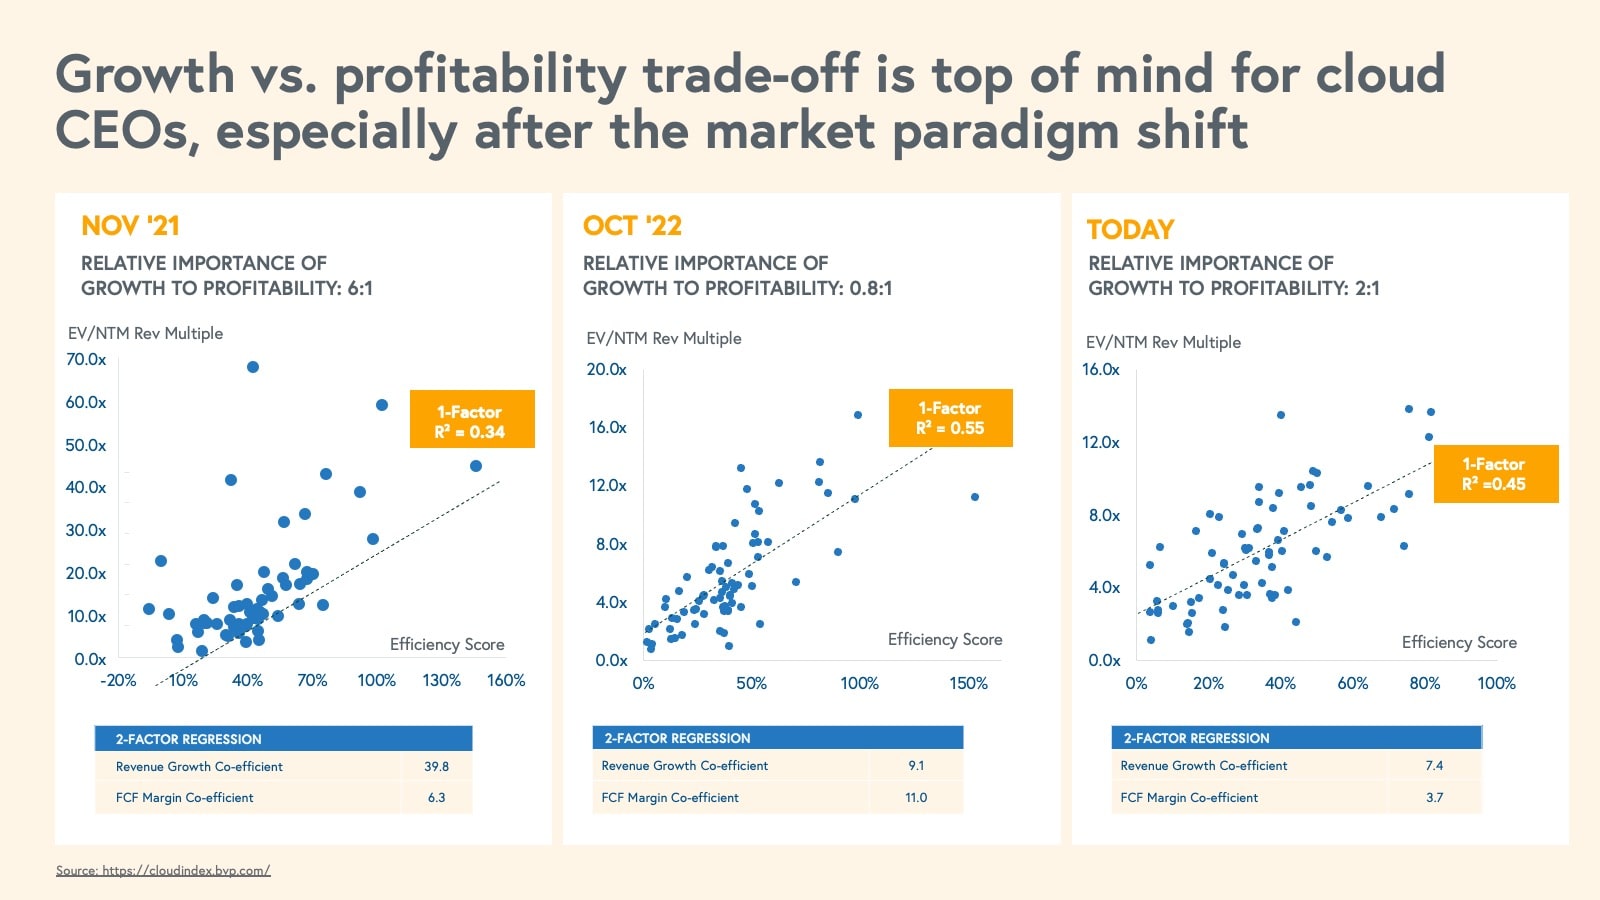 Growth vs. profitability trade-off is top of mind for cloud
CEOs, especially after the market paradigm shift
NOV '21
RELATIVE IMPORTANCE OF
GROWTH TO PROFITABILITY: 6:1
EV/NTM Rev Multiple
70.0x
60.0x
50.0x
40.0x
30.0x
20.0x
10.0x
0.0x
1-Factor
R² = 0.34
Efficiency Score
-20% 10% 40% 70% 100% 130% 160%
2-FACTOR REGRESSION
Revenue Growth Co-efficient 39.8
FCF Margin Co-efficient 6.3
OCT '22
RELATIVE IMPORTANCE OF
GROWTH TO PROFITABILITY: 0.8:1
EV/NTM Rev Multiple
20.0x
16.0x
12.0x
8.0x
4.0x
0.0x
1-Factor
R² = 0.55
Efficiency Score
0% 50% 100% 150%
2-FACTOR REGRESSION
Revenue Growth Co-efficient 9.1
FCF Margin Co-efficient 11.0
TODAY
RELATIVE IMPORTANCE OF
GROWTH TO PROFITABILITY: 2:1
EV/NTM Rev Multiple
16.0x
12.0x
8.0x
4.0x
0.0x
1-Factor
R² =0.45
Efficiency Score
0% 20% 40% 60% 80% 100%
2-FACTOR REGRESSION
Revenue Growth Co-efficient 7.4
FCF Margin Co-efficient 3.7
Source: https://cloudindex.bvp.com/